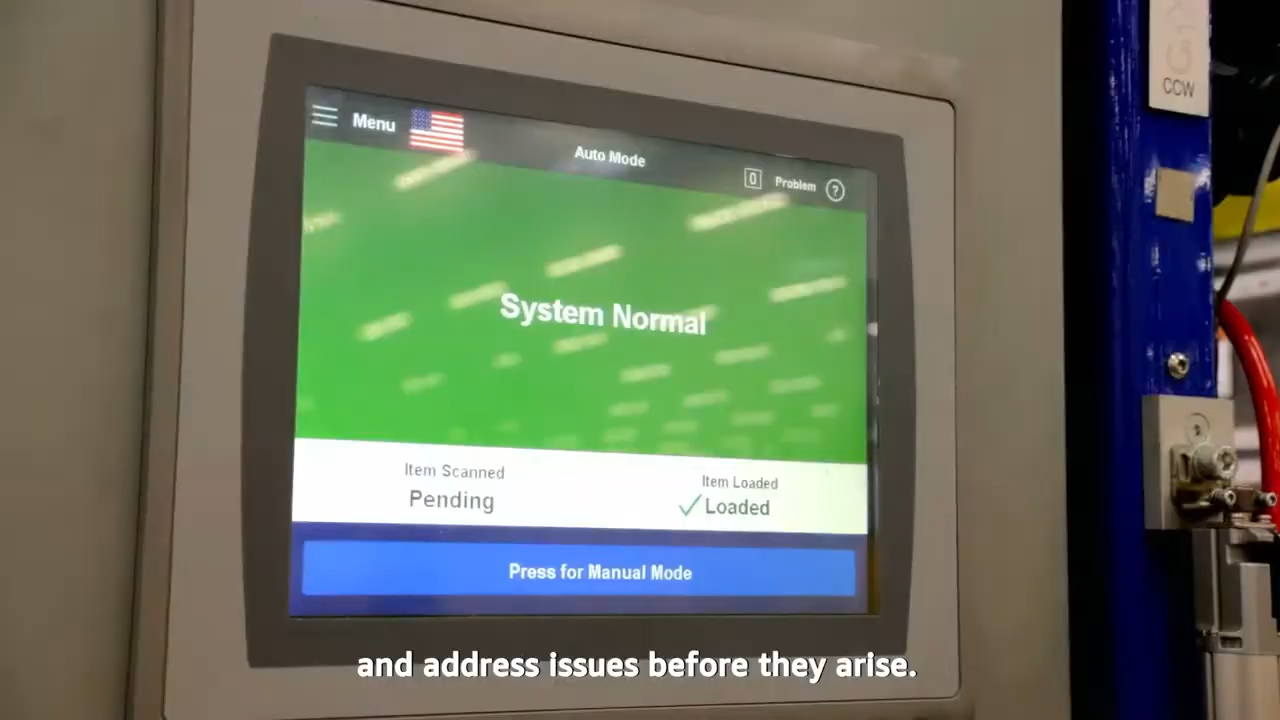 CCW
Menu
Auto Mode
0 Problem ?
System Normal
Item Scanned
Pending
Item Loaded
Loaded
Press for Manual Mode
and address issues before they arise.